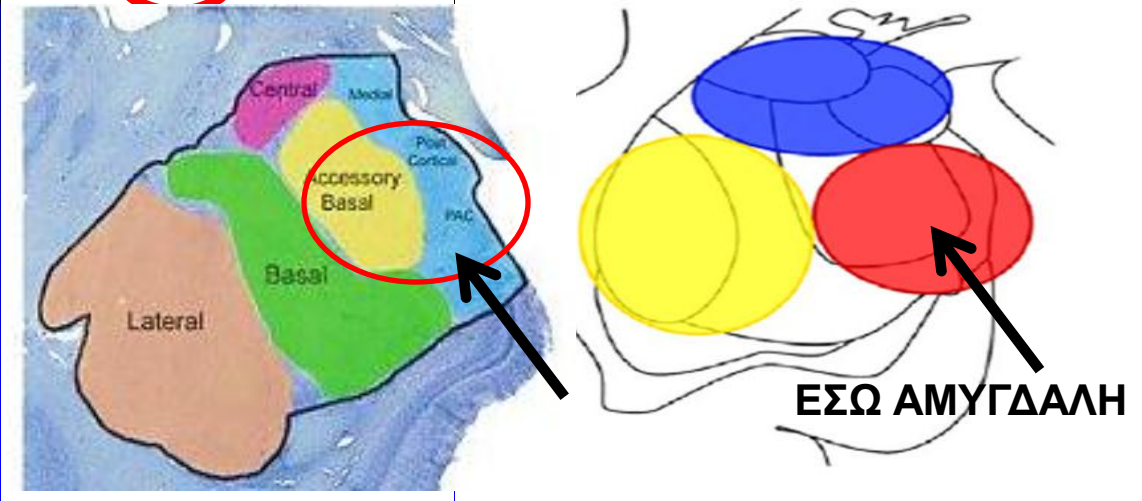 Central
Medial
Post
Cortical
Accessory
Basal
PAC
Basal
Lateral
ΕΣΩ ΑΜΥΓΔΑΛΗ